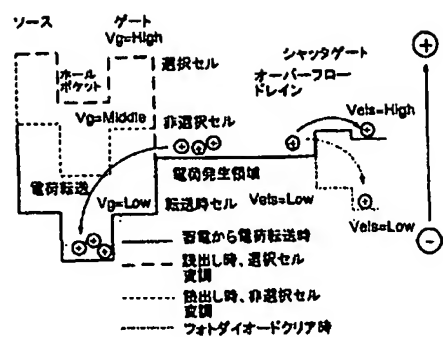 ソース
ゲート
Vg=High
選択セル
ホール
ポケット
Vg=Middle
非選択セル
シャッタゲート
オーバーフロー
ドレイン
Vels=High
電荷転送
電荷発生領域
Vg=Low
転送時セル
Vels=Low
Vels=Low
蓄電から電荷転送時
読出し時、選択セル
変調
読出し時、非選択セル
変調
フォトダイオードクリア時